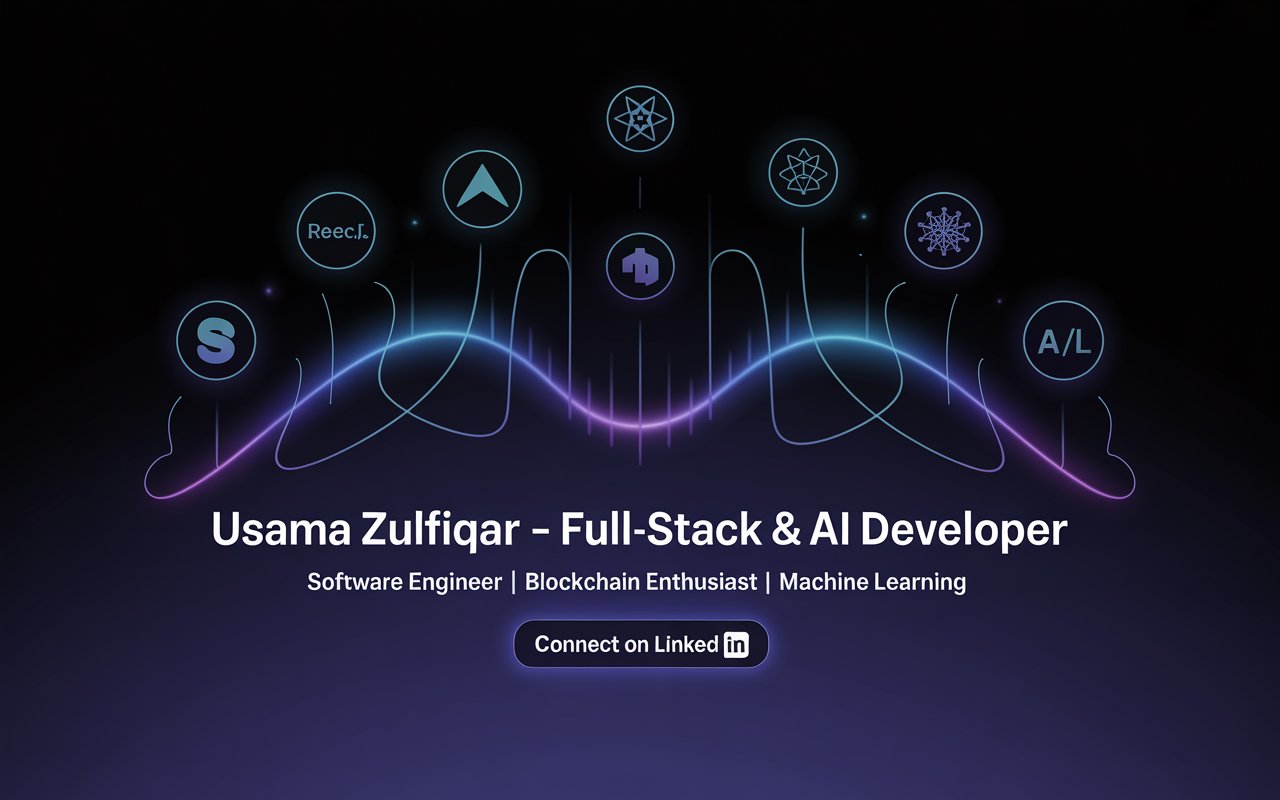 Reec
S
A/L
Usama Zulfiqar – Full-Stack & AI Developer
Software Engineer | Blockchain Enthusiast | Machine Learning
Connect on Linked in